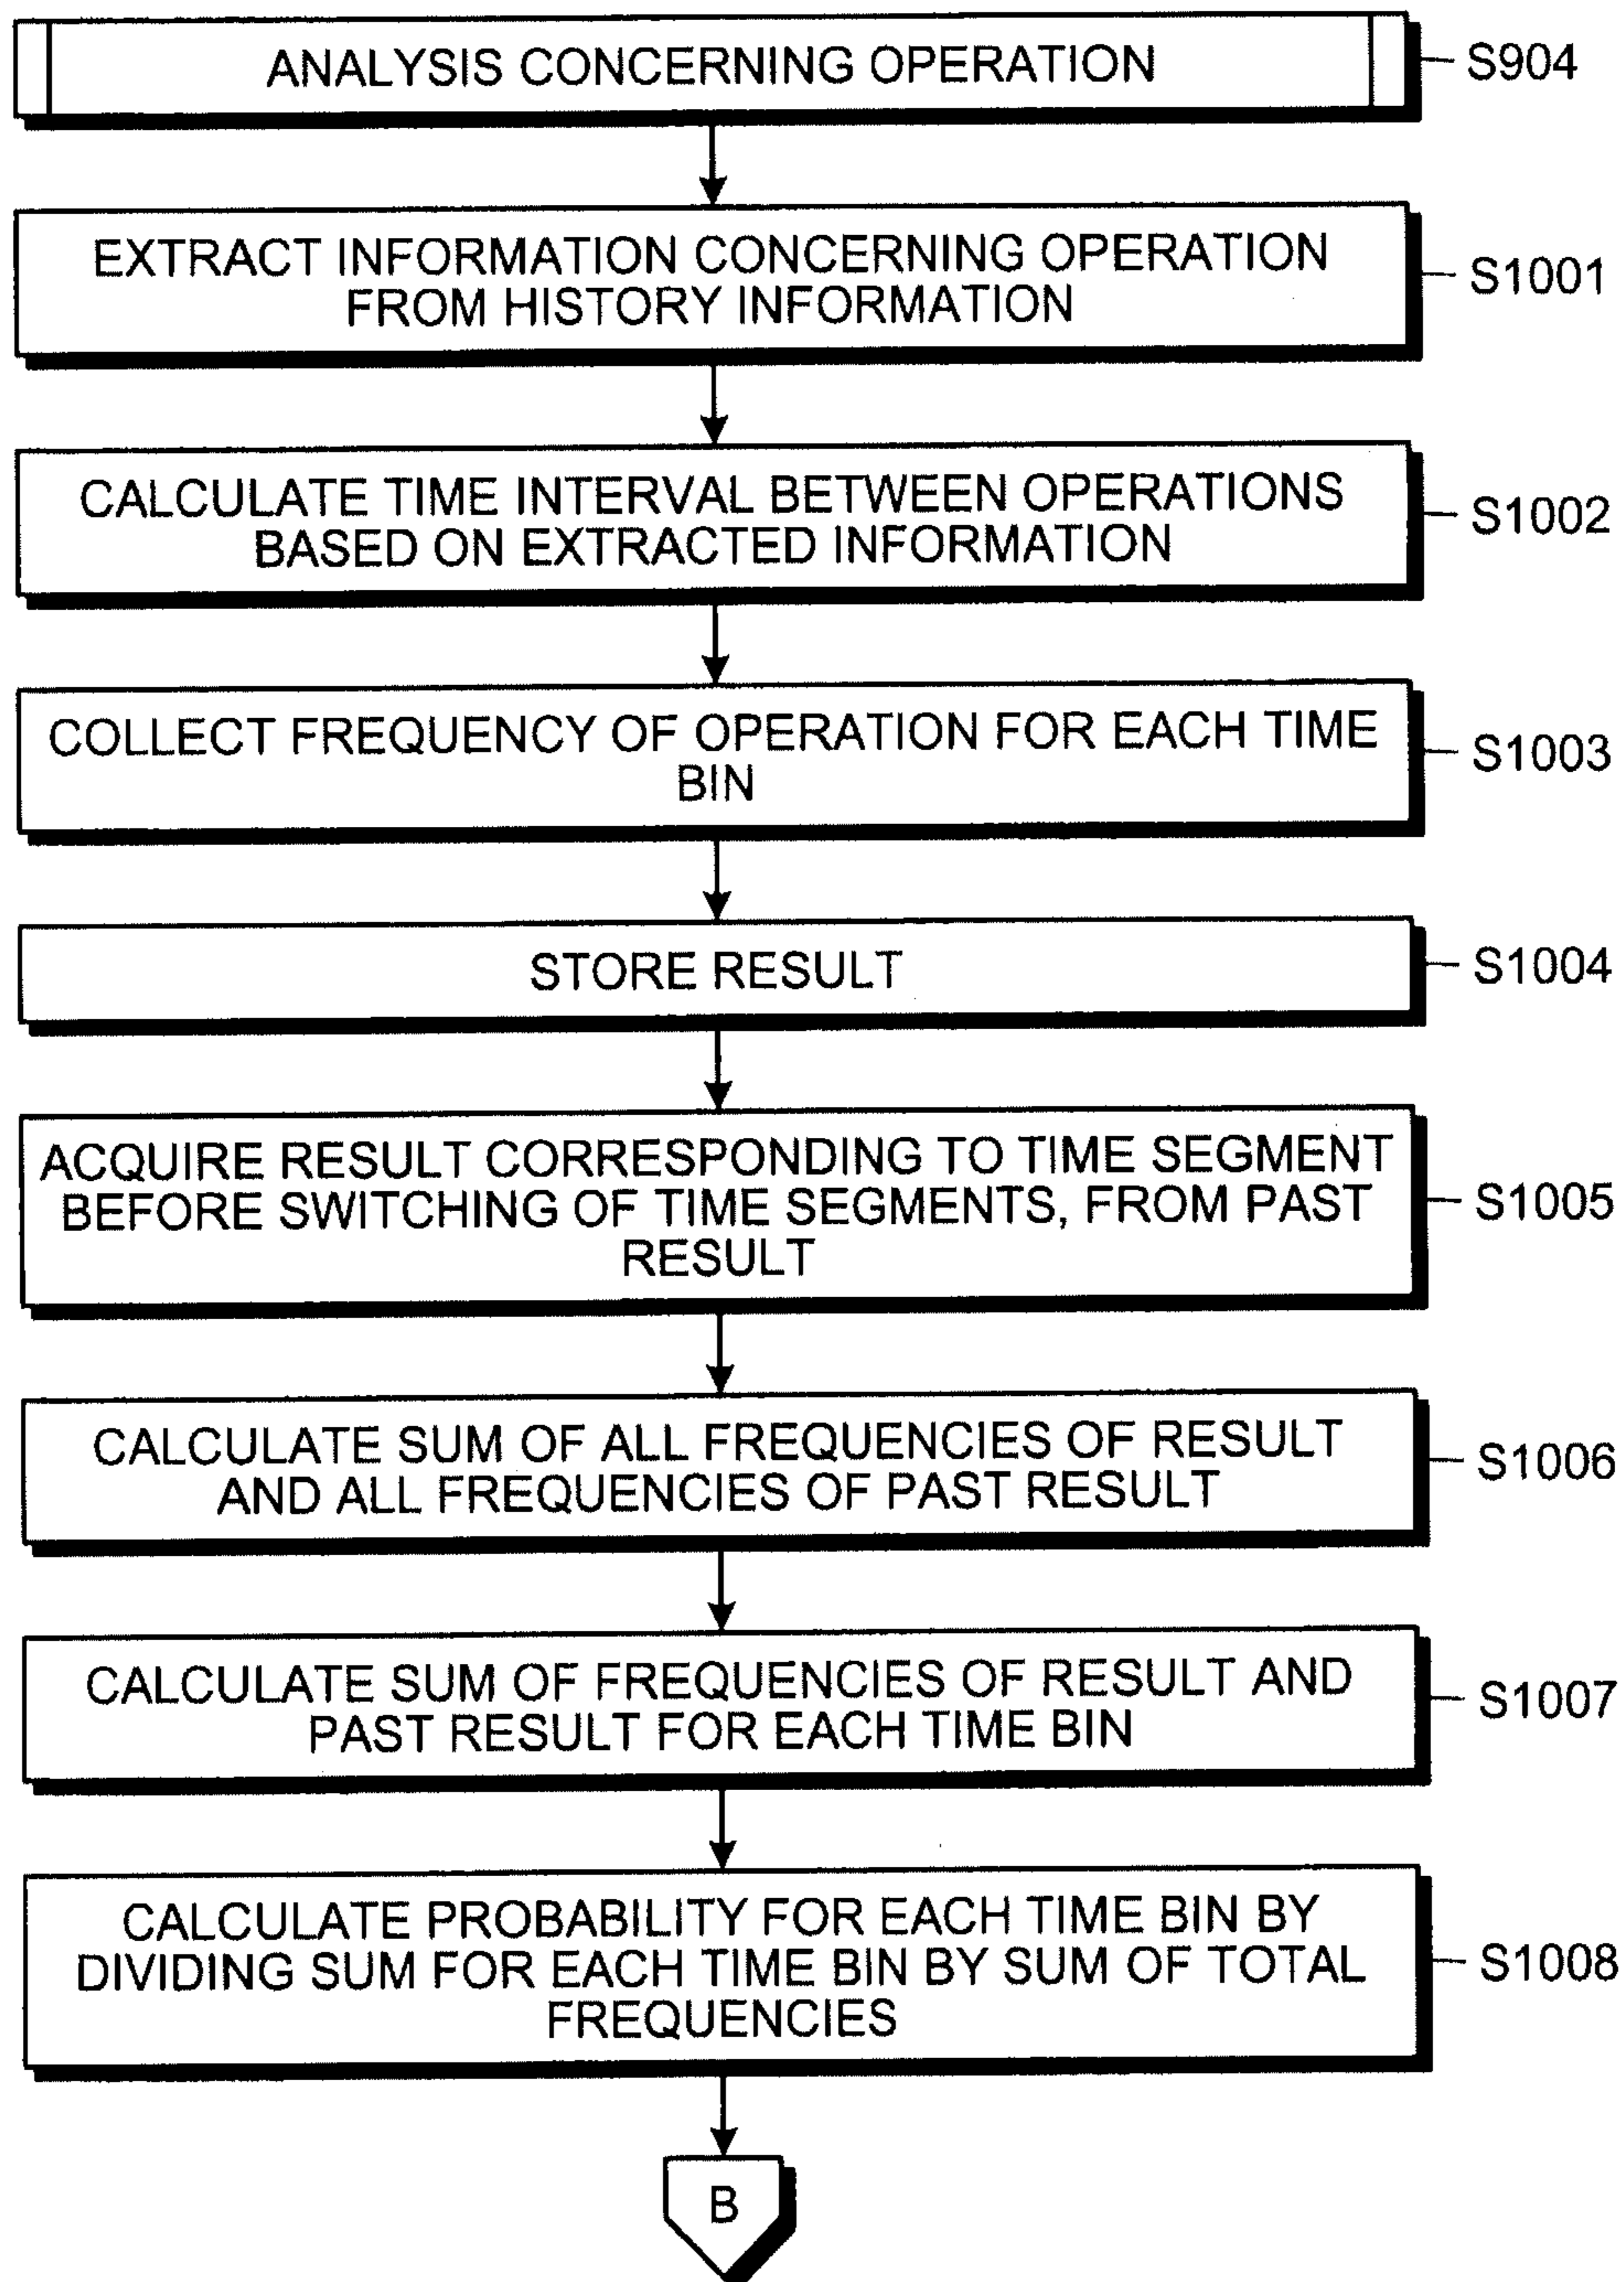 ANALYSIS CONCERNING OPERATION
S904
EXTRACT INFORMATION CONCERNING OPERATION
FROM HISTORY INFORMATION
S1001
CALCULATE TIME INTERVAL BETWEEN OPERATIONS
BASED ON EXTRACTED INFORMATION
S1002
COLLECT FREQUENCY OF OPERATION FOR EACH TIME
BIN
S1003
STORE RESULT
S1004
ACQUIRE RESULT CORRESPONDING TO TIME SEGMENT
BEFORE SWITCHING OF TIME SEGMENTS, FROM PAST
RESULT
S1005
CALCULATE SUM OF ALL FREQUENCIES OF RESULT
AND ALL FREQUENCIES OF PAST RESULT
S1006
CALCULATE SUM OF FREQUENCIES OF RESULT AND
PAST RESULT FOR EACH TIME BIN
S1007
CALCULATE PROBABILITY FOR EACH TIME BIN BY
DIVIDING SUM FOR EACH TIME BIN BY SUM OF TOTAL
FREQUENCIES
S1008
B